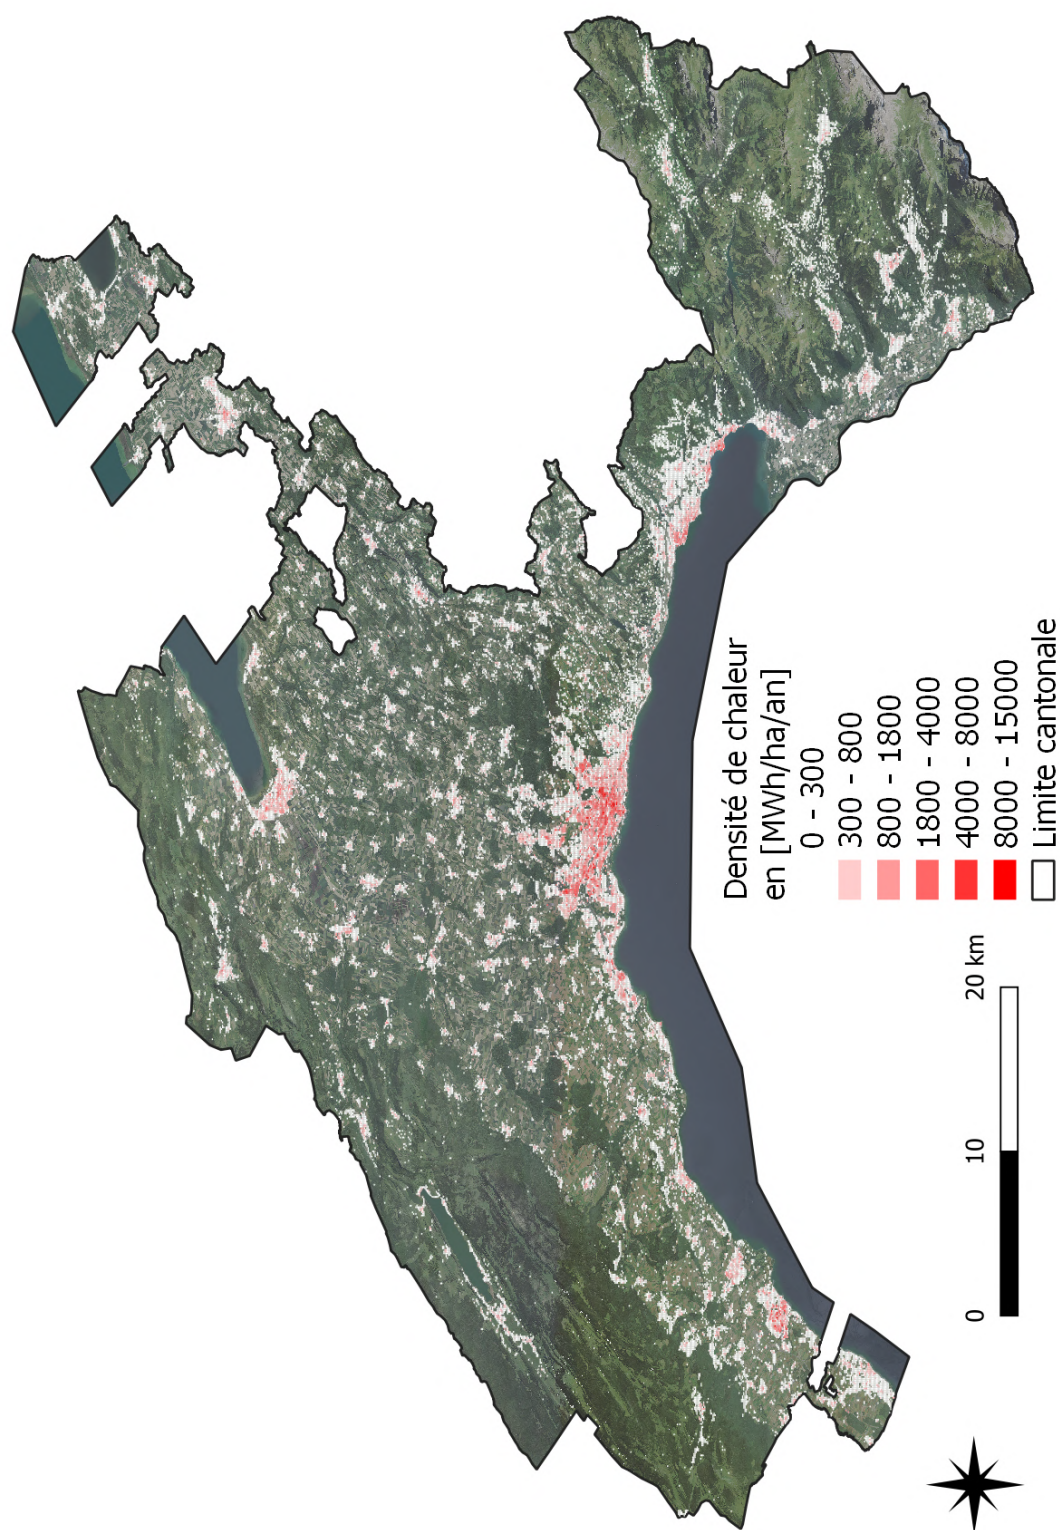 Densité de chaleur
en [MWh/ha/an]
0 - 300
300 - 800
800 - 1800
1800 - 4000
4000 - 8000
8000 - 15000
Limite cantonale
0 10 20 km